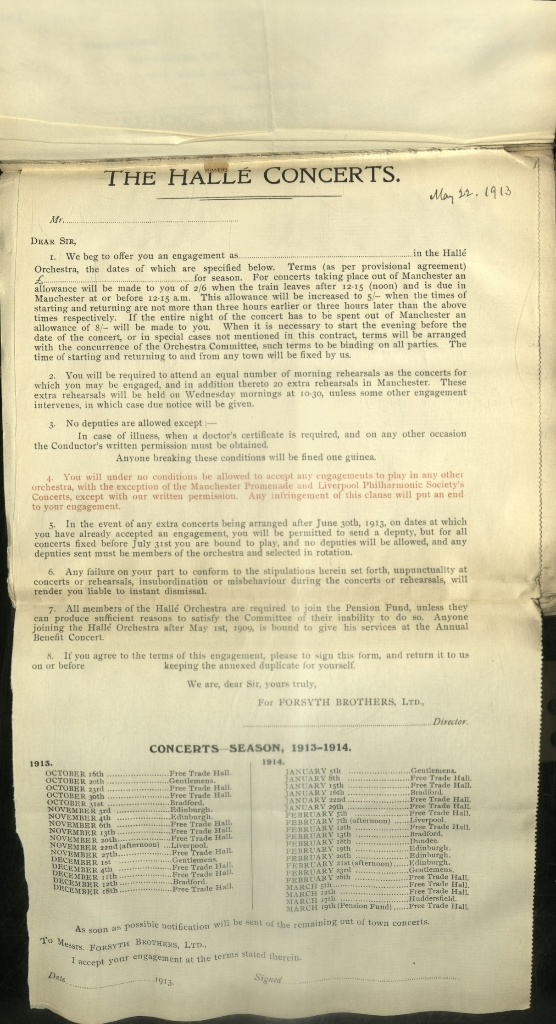 THE HALLÉ CONCERTS.
May 22. 1913
Mr.
DEAR SIR,
1. We beg to offer you an engagement as in the Hallé
Orchestra, the dates of which are specified below. Terms (as per provisional agreement)
£ for season. For concerts taking place out of Manchester an
allowance will be made to you of 2/6 when the train leaves after 12-15 (noon) and is due in
Manchester at or before 12-15 a.m. This allowance will be increased to 5/– when the times of
starting and returning are not more than three hours earlier or three hours later than the above
times respectively. If the entire night of the concert has to be spent out of Manchester an
allowance of 8/– will be made to you. When it is necessary to start the evening before the
date of the concert, or in special cases not mentioned in this contract, terms will be arranged
with the concurrence of the Orchestra Committee, such terms to be binding on all parties. The
time of starting and returning to and from any town will be fixed by us.
2. You will be required to attend an equal number of morning rehearsals as the concerts for
which you may be engaged, and in addition thereto 20 extra rehearsals in Manchester. These
extra rehearsals will be held on Wednesday mornings at 10-30, unless some other engagement
intervenes, in which case due notice will be given.
3. No deputies are allowed except :—
In case of illness, when a doctor's certificate is required, and on any other occasion
the Conductor's written permission must be obtained.
Anyone breaking these conditions will be fined one guinea.
4. You will under no conditions be allowed to accept any engagements to play in any other
orchestra, with the exception of the Manchester Promenade and Liverpool Philharmonic Society's
Concerts, except with our written permission. Any infringement of this clause will put an end
to your engagement.
5. In the event of any extra concerts being arranged after June 30th, 1913, on dates at which
you have already accepted an engagement, you will be permitted to send a deputy, but for all
concerts fixed before July 31st you are bound to play, and no deputies will be allowed, and any
deputies sent must be members of the orchestra and selected in rotation.
6. Any failure on your part to conform to the stipulations herein set forth, unpunctuality at
concerts or rehearsals, insubordination or misbehaviour during the concerts or rehearsals, will
render you liable to instant dismissal.
7. All members of the Hallé Orchestra are required to join the Pension Fund, unless they
can produce sufficient reasons to satisfy the Committee of their inability to do so. Anyone
joining the Hallé Orchestra after May 1st, 1909, is bound to give his services at the Annual
Benefit Concert.
8. If you agree to the terms of this engagement, please to sign this form, and return it to us
on or before keeping the annexed duplicate for yourself.
We are, dear Sir, yours truly,
For FORSYTH BROTHERS, LTD.,
Director.
CONCERTS—SEASON, 1913-1914.
1913.
OCTOBER 16th Free Trade Hall.
OCTOBER 20th Gentlemens.
OCTOBER 23rd Free Trade Hall.
OCTOBER 30th Free Trade Hall.
OCTOBER 31st Bradford.
NOVEMBER 3rd Edinburgh.
NOVEMBER 4th Edinburgh.
NOVEMBER 6th Free Trade Hall.
NOVEMBER 13th Free Trade Hall.
NOVEMBER 20th Free Trade Hall.
NOVEMBER 22nd (afternoon) Liverpool.
NOVEMBER 27th Free Trade Hall.
DECEMBER 1st Gentlemens.
DECEMBER 4th Free Trade Hall.
DECEMBER 11th Free Trade Hall.
DECEMBER 12th Bradford.
DECEMBER 18th Free Trade Hall.
1914.
JANUARY 5th Gentlemens.
JANUARY 8th Free Trade Hall.
JANUARY 15th Free Trade Hall.
JANUARY 16th Bradford.
JANUARY 22nd Free Trade Hall.
JANUARY 29th Free Trade Hall.
FEBRUARY 5th Free Trade Hall.
FEBRUARY 7th (afternoon) Liverpool.
FEBRUARY 12th Free Trade Hall.
FEBRUARY 13th Bradford.
FEBRUARY 18th Dundee.
FEBRUARY 19th Edinburgh.
FEBRUARY 20th Edinburgh.
FEBRUARY 21st (afternoon) Edinburgh.
FEBRUARY 23rd Gentlemens.
FEBRUARY 26th Free Trade Hall.
MARCH 5th Free Trade Hall.
MARCH 12th Free Trade Hall.
MARCH 17th Huddersfield.
MARCH 19th (Pension Fund) Free Trade Hall.
As soon as possible notification will be sent of the remaining out of town concerts.
To Messrs. FORSYTH BROTHERS, LTD.,
I accept your engagement at the terms stated therein.
Date 1913. Signed